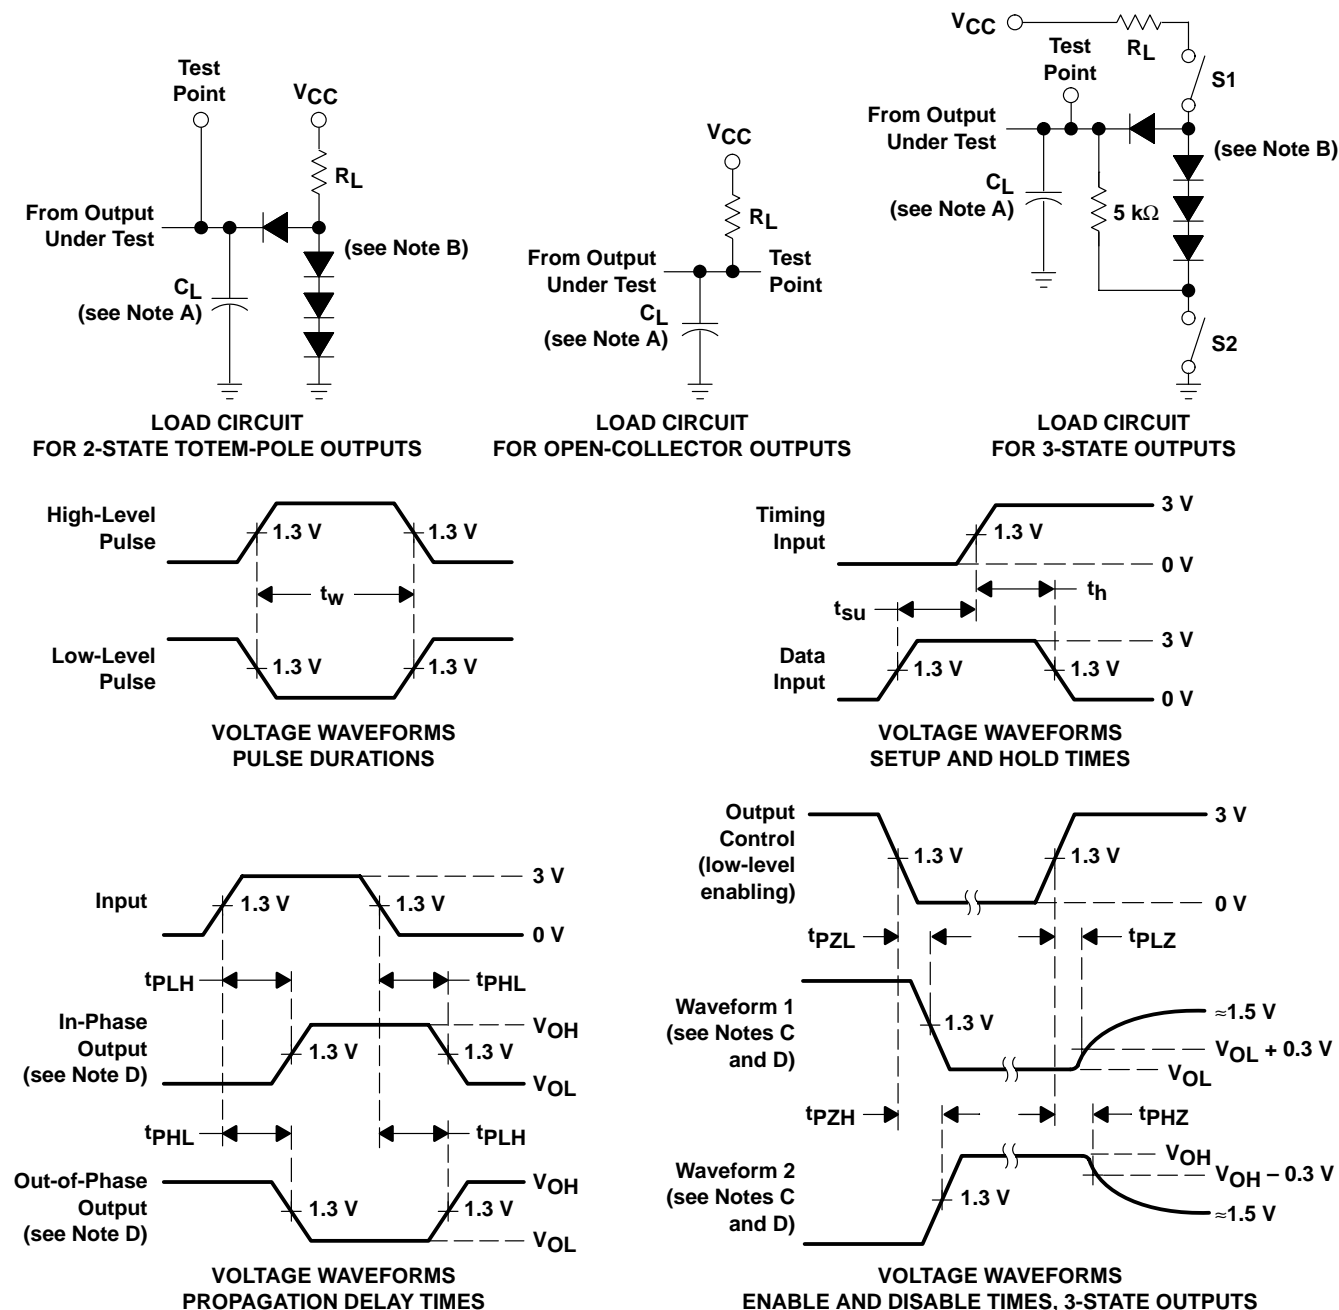 Test
Point
VCC
RL
From Output
Under Test
(see Note B)
CL
(see Note A)
LOAD CIRCUIT
FOR 2-STATE TOTEM-POLE OUTPUTS
VCC
RL
From Output
Under Test
Test
Point
CL
(see Note A)
LOAD CIRCUIT
FOR OPEN-COLLECTOR OUTPUTS
VCC
RL
Test
Point
S1
From Output
Under Test
(see Note B)
CL
(see Note A)
5 kΩ
S2
LOAD CIRCUIT
FOR 3-STATE OUTPUTS
High-Level
Pulse
1.3 V
1.3 V
tw
Low-Level
Pulse
1.3 V
1.3 V
VOLTAGE WAVEFORMS
PULSE DURATIONS
Timing
Input
1.3 V
3 V
0 V
th
tsu
Data
Input
1.3 V
1.3 V
3 V
0 V
VOLTAGE WAVEFORMS
SETUP AND HOLD TIMES
Input
1.3 V
1.3 V
3 V
0 V
tPLH
tPHL
In-Phase
Output
(see Note D)
1.3 V
1.3 V
VOH
VOL
tPHL
tPLH
Out-of-Phase
Output
(see Note D)
1.3 V
1.3 V
VOH
VOL
VOLTAGE WAVEFORMS
PROPAGATION DELAY TIMES
Output
Control
(low-level
enabling)
1.3 V
1.3 V
3 V
0 V
tPZL
tPLZ
Waveform 1
(see Notes C
and D)
1.3 V
≈1.5 V
VOL + 0.3 V
VOL
tPZH
tPHZ
Waveform 2
(see Notes C
and D)
1.3 V
VOH
VOH – 0.3 V
≈1.5 V
VOLTAGE WAVEFORMS
ENABLE AND DISABLE TIMES, 3-STATE OUTPUTS